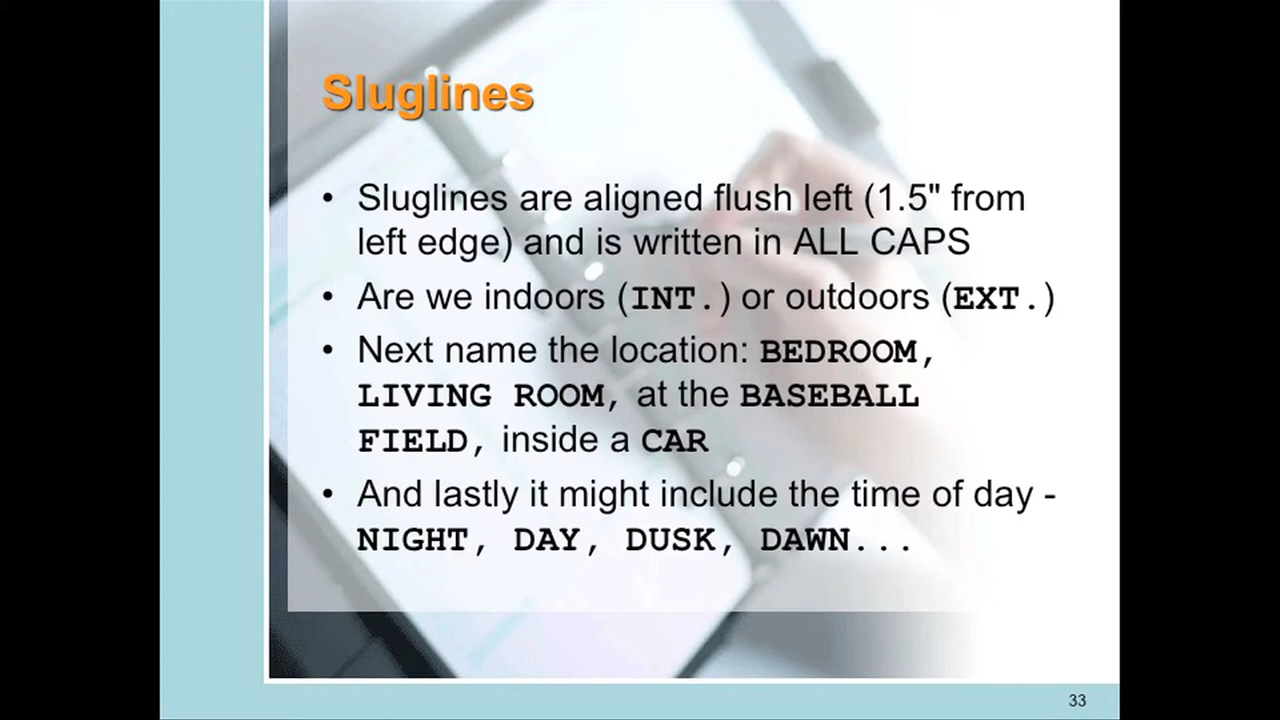 Sluglines
• Sluglines are aligned flush left (1.5" from
left edge) and is written in ALL CAPS
• Are we indoors (INT.) or outdoors (EXT.)
• Next name the location: BEDROOM,
LIVING ROOM, at the BASEBALL
FIELD, inside a CAR
• And lastly it might include the time of day -
NIGHT, DAY, DUSK, DAWN...
33